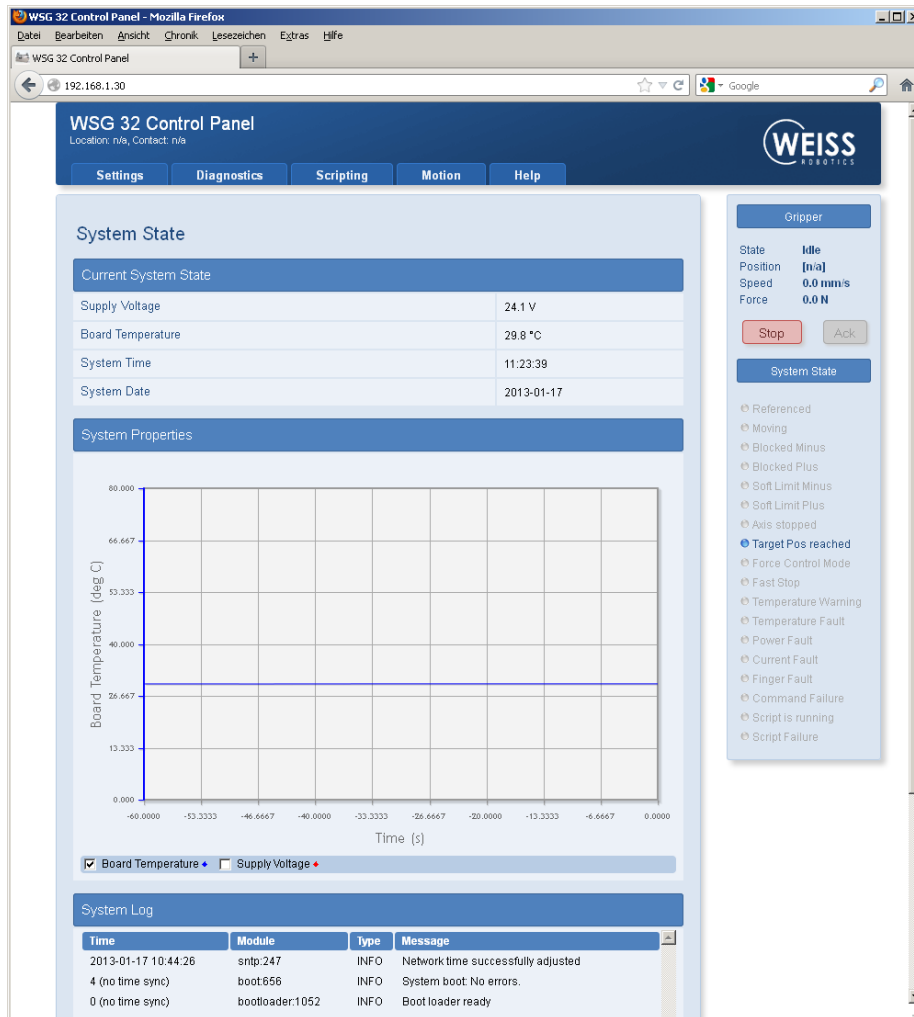 WSG 32 Control Panel - Mozilla Firefox
Datei Bearbeiten Ansicht Chronik Lesezeichen Extras Hilfe
WSG 32 Control Panel
192.168.1.30
Google
WSG 32 Control Panel
Location: n/a, Contact: n/a
WEISS
ROBOTICS
Settings Diagnostics Scripting Motion Help
System State
Current System State
Supply Voltage 24.1 V
Board Temperature 29.8 °C
System Time 11:23:39
System Date 2013-01-17
System Properties
80.000
66.667
53.333
40.000
26.667
13.333
0.000
Board Temperature (deg C)
-60.0000 -53.3333 -46.6667 -40.0000 -33.3333 -26.6667 -20.0000 -13.3333 -6.6667 0.0000
Time (s)
Board Temperature Supply Voltage
System Log
Time Module Type Message
2013-01-17 10:44:26 sntp:247 INFO Network time successfully adjusted
4 (no time sync) boot:656 INFO System boot: No errors.
0 (no time sync) bootloader:1052 INFO Boot loader ready
Gripper
State Idle
Position [n/a]
Speed 0.0 mm/s
Force 0.0 N
Stop Ack
System State
Referenced
Moving
Blocked Minus
Blocked Plus
Soft Limit Minus
Soft Limit Plus
Axis stopped
Target Pos reached
Force Control Mode
Fast Stop
Temperature Warning
Temperature Fault
Power Fault
Current Fault
Finger Fault
Command Failure
Script is running
Script Failure